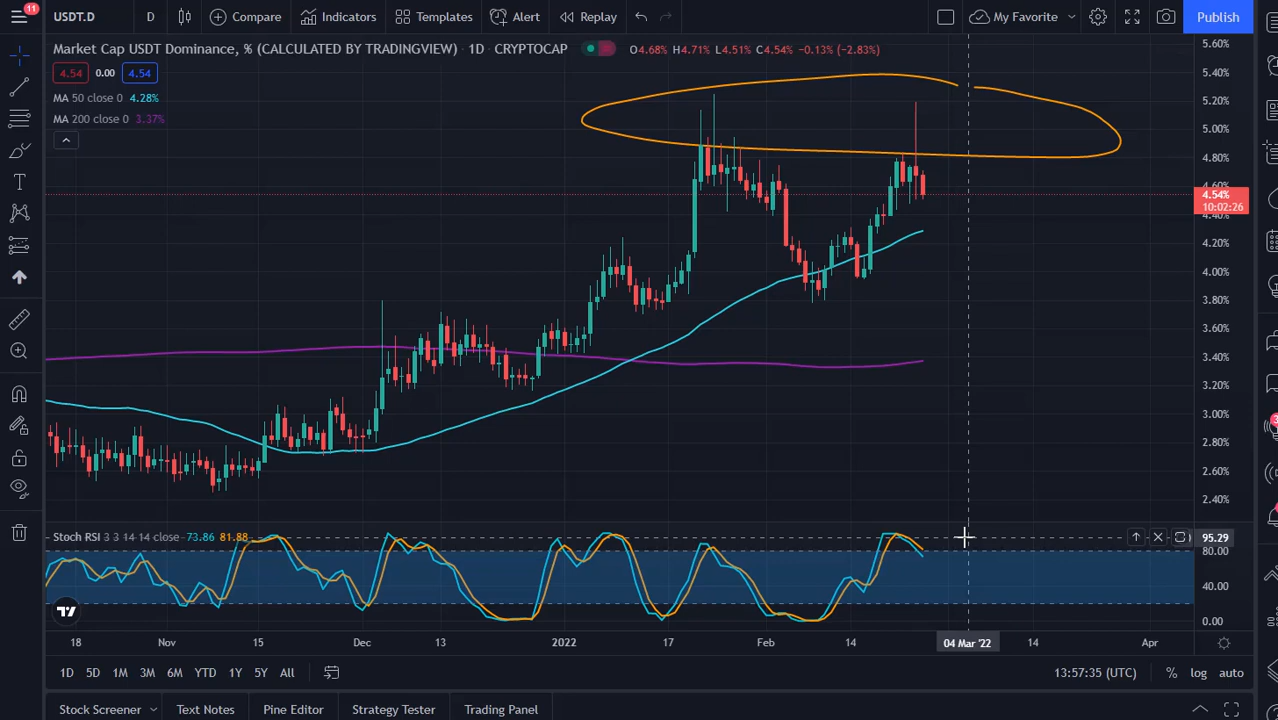 11
USDT.D D Compare Indicators Templates Alert Replay My Favorite Publish
Market Cap USDT Dominance, % (CALCULATED BY TRADINGVIEW) · 1D · CRYPTOCAP O4.68% H4.71% L4.51% C4.54% −0.13% (−2.83%)
4.54 0.00 4.54
MA 50 close 0 4.28%
MA 200 close 0 3.37%
5.60%
5.40%
5.20%
5.00%
4.80%
4.60%
4.54%
10:02:26
4.40%
4.20%
4.00%
3.80%
3.60%
3.40%
3.20%
3.00%
2.80%
2.60%
2.40%
Stoch RSI 3 3 14 14 close 73.86 81.88
95.29
80.00
40.00
0.00
18 Nov 15 Dec 13 2022 17 Feb 14 04 Mar '22 14 Apr
1D 5D 1M 3M 6M YTD 1Y 5Y All 13:57:35 (UTC) % log auto
Stock Screener Text Notes Pine Editor Strategy Tester Trading Panel